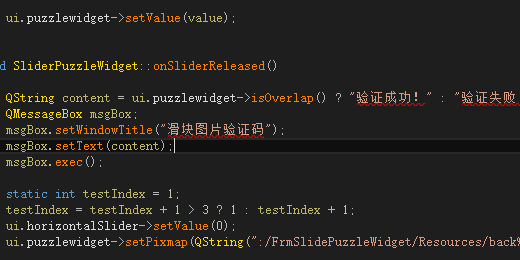 ui.puzzlewidget->setValue(value);
d SliderPuzzleWidget::onSliderReleased()
QString content = ui.puzzlewidget->isOverlap() ? "验证成功！" : "验证失败
QMessageBox msgBox;
msgBox.setWindowTitle("滑块图片验证码");
msgBox.setText(content);
msgBox.exec();
static int testIndex = 1;
testIndex = testIndex + 1 > 3 ? 1 : testIndex + 1;
ui.horizontalSlider->setValue(0);
ui.puzzlewidget->setPixmap(QString(":/FrmSlidePuzzleWidget/Resources/back%